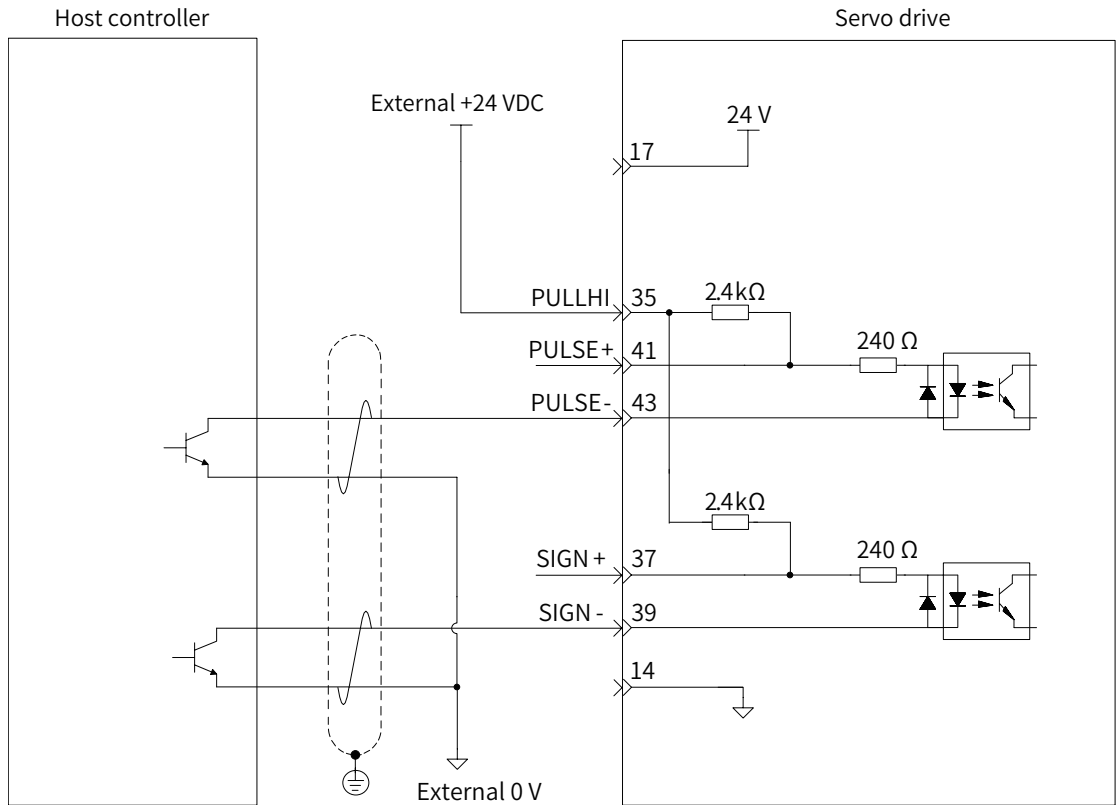 Host controller
Servo drive
External +24 VDC
24 V
17
PULLHI 35 2.4kΩ
PULSE+ 41 240 Ω
PULSE- 43
2.4kΩ
SIGN + 37 240 Ω
SIGN - 39
14
External 0 V